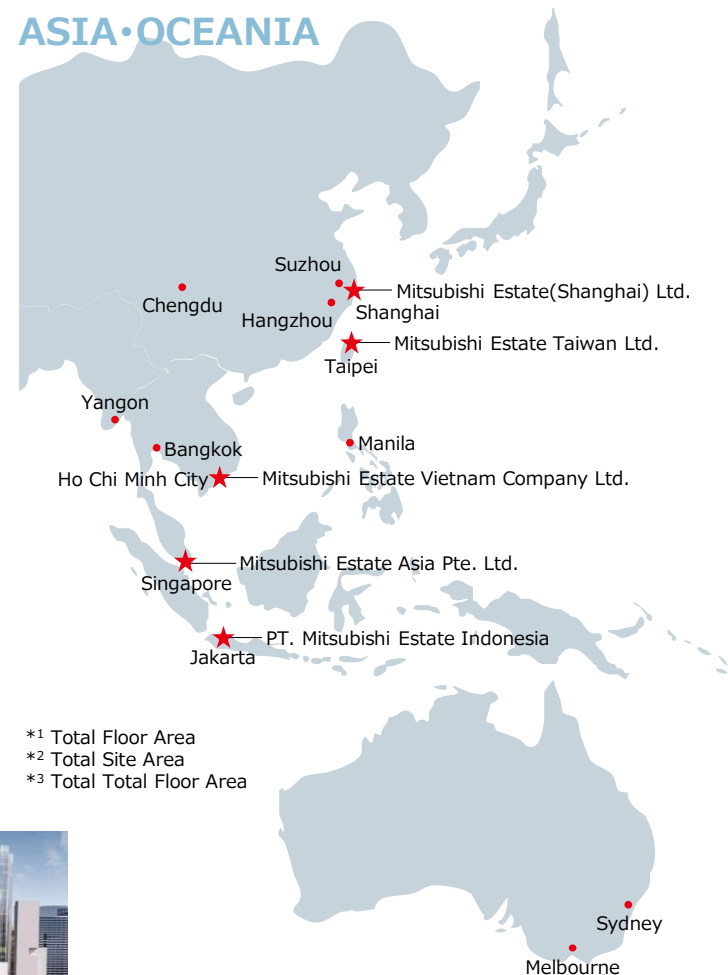 ASIA•OCEANIA
Suzhou
Mitsubishi Estate(Shanghai) Ltd.
Chengdu
Shanghai
Hangzhou
Mitsubishi Estate Taiwan Ltd.
Taipei
Yangon
Manila
Bangkok
Ho Chi Minh City
Mitsubishi Estate Vietnam Company Ltd.
Mitsubishi Estate Asia Pte. Ltd.
Singapore
PT. Mitsubishi Estate Indonesia
Jakarta
*1 Total Floor Area
*2 Total Site Area
*3 Total Total Floor Area
Sydney
Melbourne